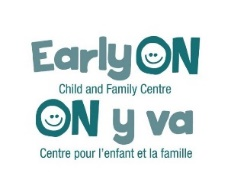 EarlyON
Child and Family Centre
ON y va
Centre pour l'enfant et la famille